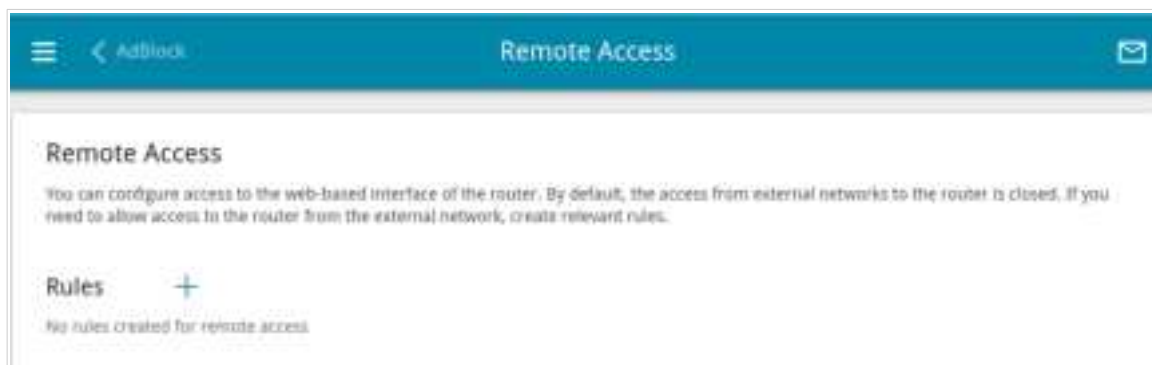 AdBlock
Remote Access
Remote Access
You can configure access to the web-based interface of the router. By default, the access from external networks to the router is closed. If you
need to allow access to the router from the external network, create relevant rules.
Rules
No rules created for remote access